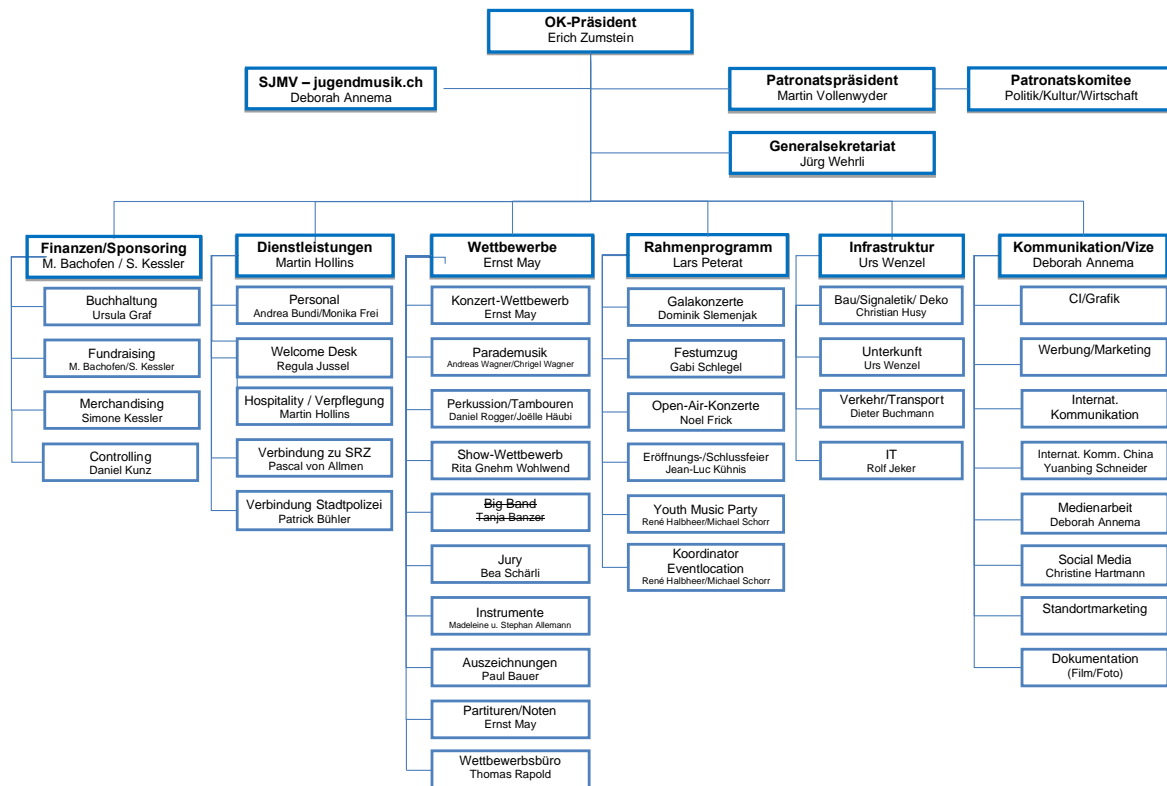 OK-Präsident
Erich Zumstein
SJMV – jugendmusik.ch
Deborah Annema
Patronatspräsident
Martin Vollenwyder
Patronatskomitee
Politik/Kultur/Wirtschaft
Generalsekretariat
Jürg Wehrli
Finanzen/Sponsoring
M. Bachofen / S. Kessler
Buchhaltung
Ursula Graf
Fundraising
M. Bachofen/S. Kessler
Merchandising
Simone Kessler
Controlling
Daniel Kunz
Dienstleistungen
Martin Hollins
Personal
Andrea Bundi/Monika Frei
Welcome Desk
Regula Jussel
Hospitality / Verpflegung
Martin Hollins
Verbindung zu SRZ
Pascal von Allmen
Verbindung Stadtpolizei
Patrick Bühler
Wettbewerbe
Ernst May
Konzert-Wettbewerb
Ernst May
Parademusik
Andreas Wagner/Chrigel Wagner
Perkussion/Tambouren
Daniel Rogger/Joëlle Häubi
Show-Wettbewerb
Rita Gnehm Wohlwend
Big Band
Tanja Banzer
Jury
Bea Schärli
Instrumente
Madeleine u. Stephan Allemann
Auszeichnungen
Paul Bauer
Partituren/Noten
Ernst May
Wettbewerbsbüro
Thomas Rapold
Rahmenprogramm
Lars Peterat
Galakonzerte
Dominik Slemenjak
Festumzug
Gabi Schlegel
Open-Air-Konzerte
Noel Frick
Eröffnungs-/Schlussfeier
Jean-Luc Kühnis
Youth Music Party
René Halbheer/Michael Schorr
Koordinator
Eventlocation
René Halbheer/Michael Schorr
Infrastruktur
Urs Wenzel
Bau/Signaletik/ Deko
Christian Husy
Unterkunft
Urs Wenzel
Verkehr/Transport
Dieter Buchmann
IT
Rolf Jeker
Kommunikation/Vize
Deborah Annema
CI/Grafik
Werbung/Marketing
Internat.
Kommunikation
Internat. Komm. China
Yuanbing Schneider
Medienarbeit
Deborah Annema
Social Media
Christine Hartmann
Standortmarketing
Dokumentation
(Film/Foto)